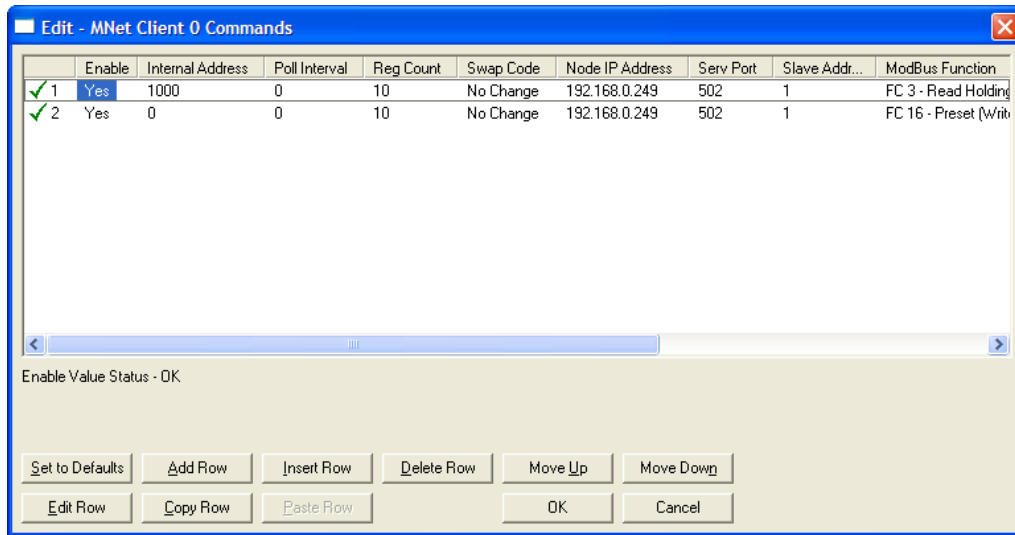 Edit - MNet Client 0 Commands
Enable Internal Address Poll Interval Reg Count Swap Code Node IP Address Serv Port Slave Addr... ModBus Function
1 Yes 1000 0 10 No Change 192.168.0.249 502 1 FC 3 - Read Holding
2 Yes 0 0 10 No Change 192.168.0.249 502 1 FC 16 - Preset (Writ
Enable Value Status - OK
Set to Defaults Add Row Insert Row Delete Row Move Up Move Down
Edit Row Copy Row Paste Row OK Cancel